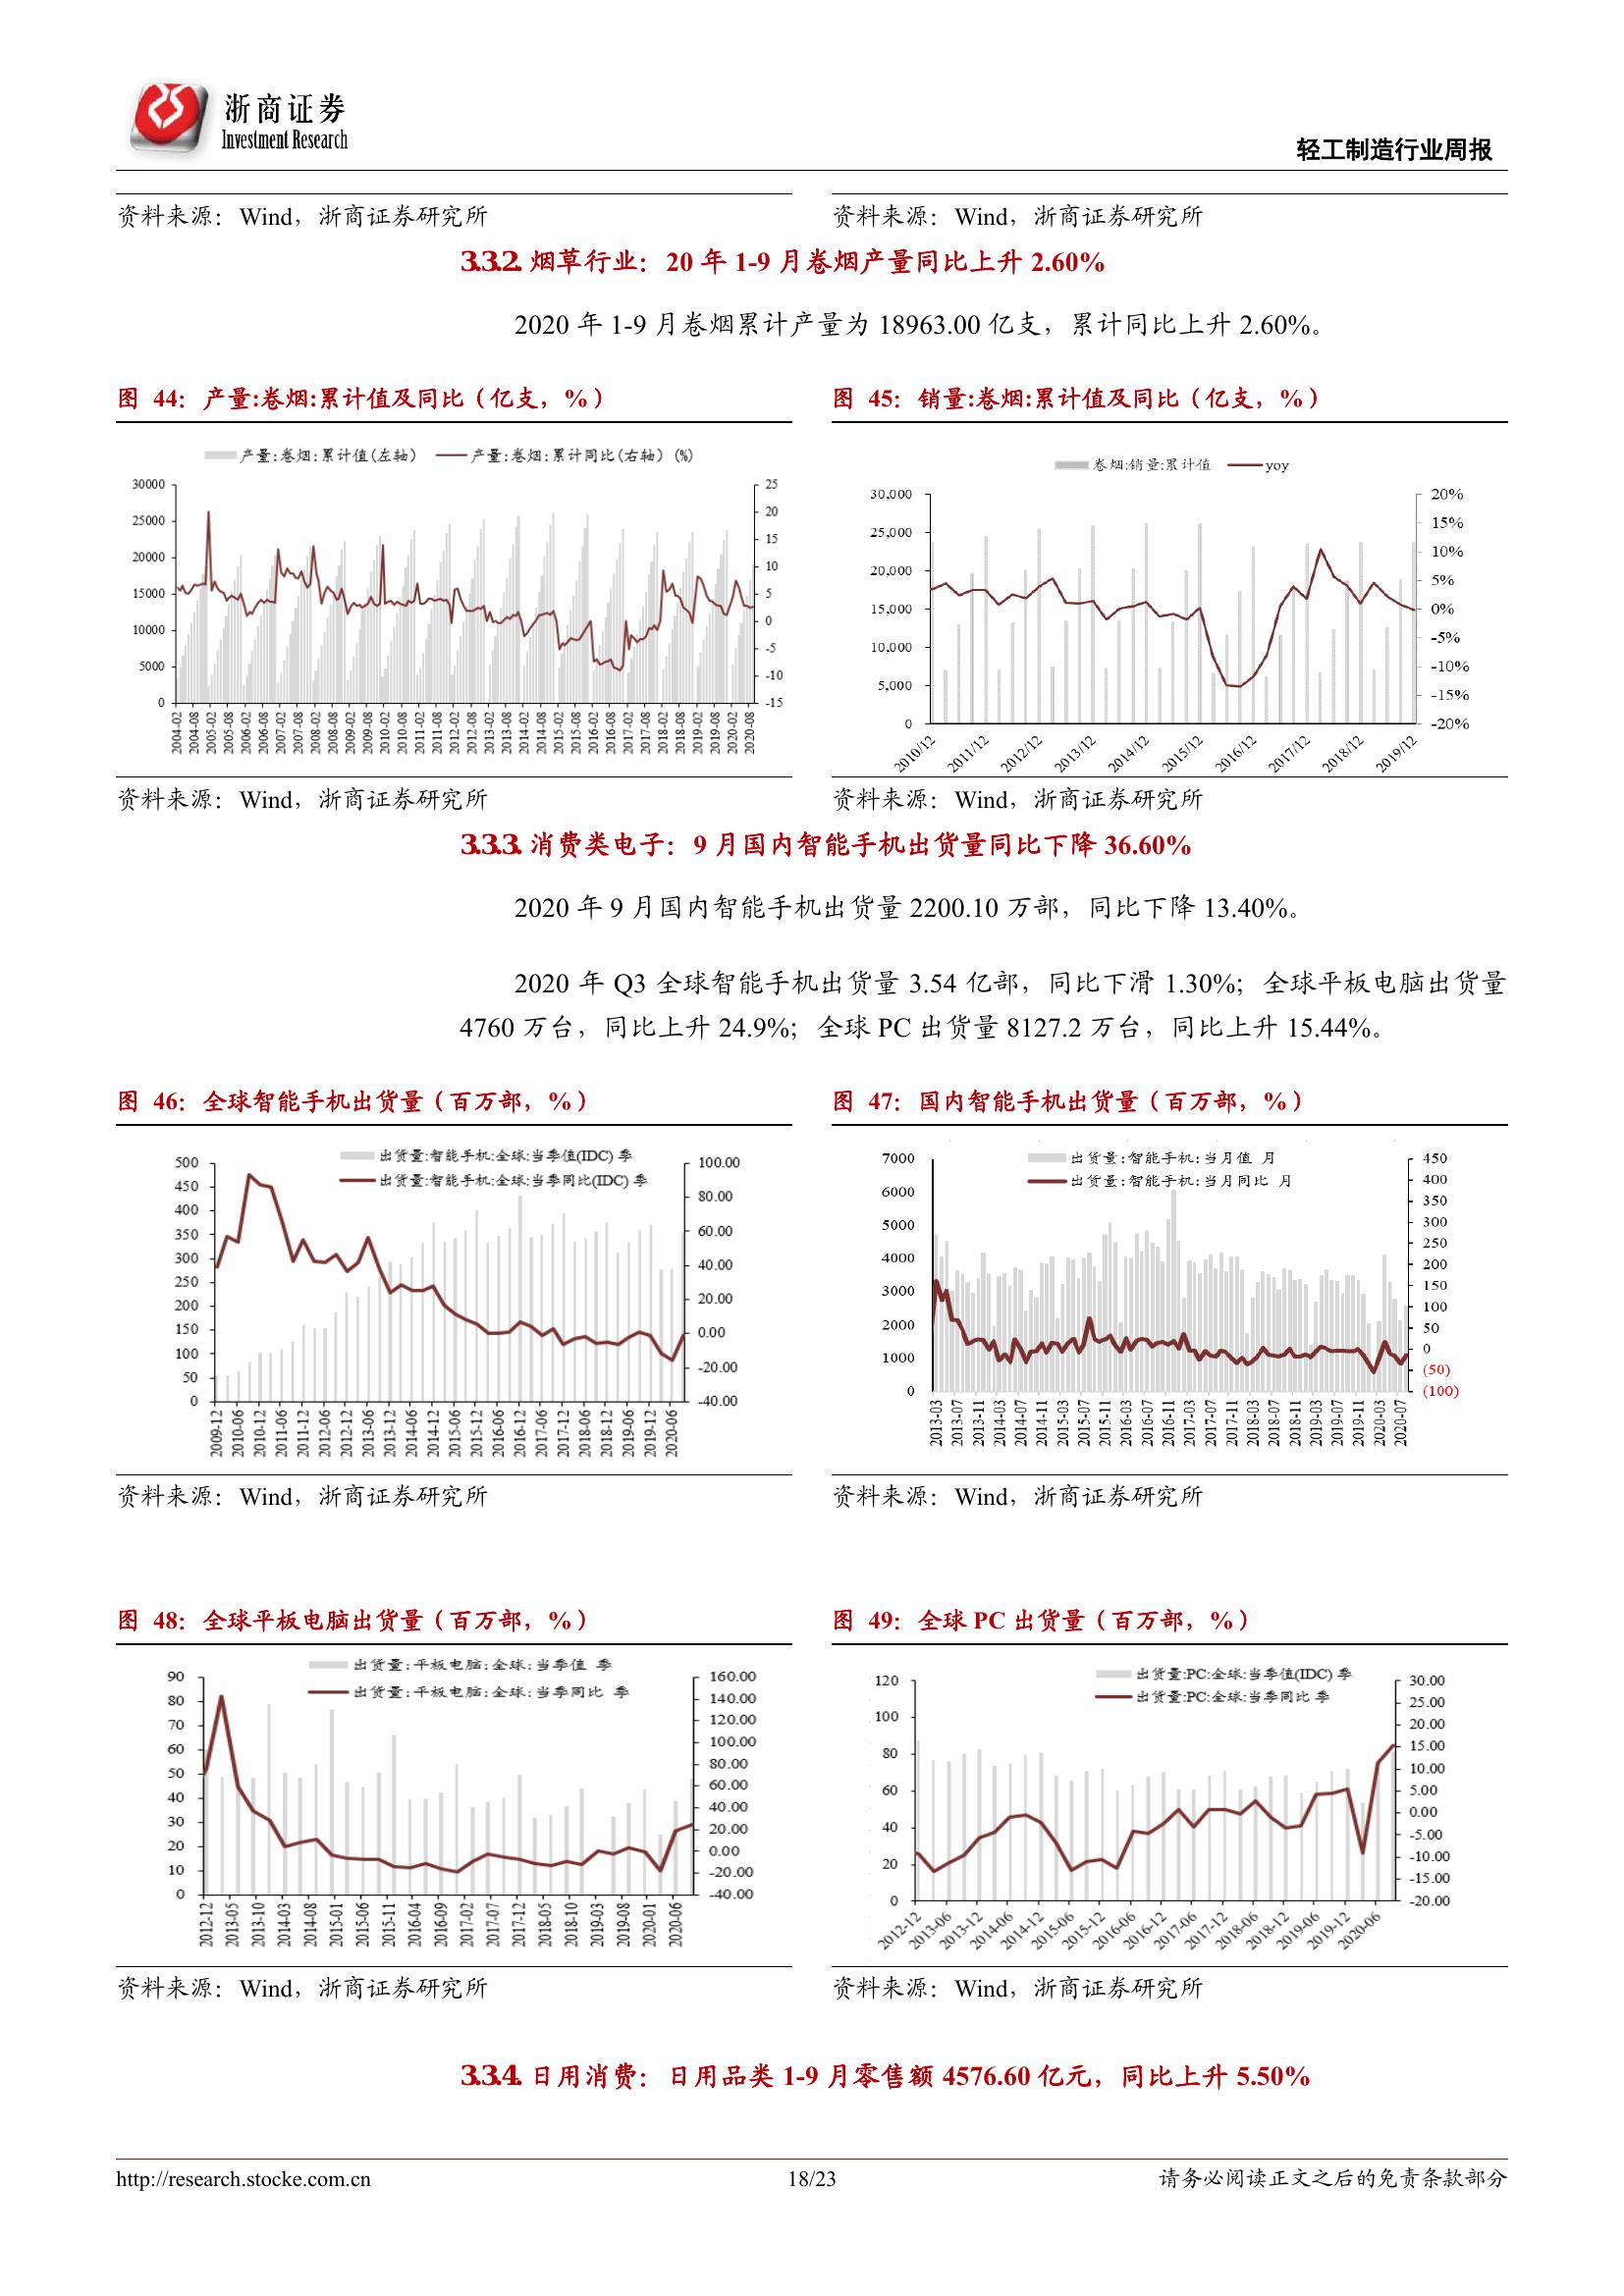 浙商证券
Investment Research
轻工制造行业周报
资料来源：Wind，浙商证券研究所
资料来源：Wind，浙商证券研究所
3.3.2. 烟草行业：20 年 1-9 月卷烟产量同比上升 2.60%
2020 年 1-9 月卷烟累计产量为 18963.00 亿支，累计同比上升 2.60%。
图 44：产量:卷烟:累计值及同比（亿支，%）
产量:卷烟:累计值(左轴) 产量:卷烟:累计同比(右轴) (%)
30000 25000 20000 15000 10000 5000 0
25 20 15 10 5 0 -5 -10 -15
2004-02 2004-08 2005-02 2005-08 2006-02 2006-08 2007-02 2007-08 2008-02 2008-08 2009-02 2009-08 2010-02 2010-08 2011-02 2011-08 2012-02 2012-08 2013-02 2013-08 2014-02 2014-08 2015-02 2015-08 2016-02 2016-08 2017-02 2017-08 2018-02 2018-08 2019-02 2019-08 2020-02 2020-08
资料来源：Wind，浙商证券研究所
图 45：销量:卷烟:累计值及同比（亿支，%）
卷烟:销量:累计值 yoy
30,000 25,000 20,000 15,000 10,000 5,000 0
20% 15% 10% 5% 0% -5% -10% -15% -20%
2010/12 2011/12 2012/12 2013/12 2014/12 2015/12 2016/12 2017/12 2018/12 2019/12
资料来源：Wind，浙商证券研究所
3.3.3. 消费类电子：9 月国内智能手机出货量同比下降 36.60%
2020 年 9 月国内智能手机出货量 2200.10 万部，同比下降 13.40%。
2020 年 Q3 全球智能手机出货量 3.54 亿部，同比下滑 1.30%；全球平板电脑出货量
4760 万台，同比上升 24.9%；全球 PC 出货量 8127.2 万台，同比上升 15.44%。
图 46：全球智能手机出货量（百万部，%）
出货量:智能手机:全球:当季值(IDC) 季
出货量:智能手机:全球:当季同比(IDC) 季
500 450 400 350 300 250 200 150 100 50 0
100.00 80.00 60.00 40.00 20.00 0.00 -20.00 -40.00
2009-12 2010-06 2010-12 2011-06 2011-12 2012-06 2012-12 2013-06 2013-12 2014-06 2014-12 2015-06 2015-12 2016-06 2016-12 2017-06 2017-12 2018-06 2018-12 2019-06 2019-12 2020-06
资料来源：Wind，浙商证券研究所
图 47：国内智能手机出货量（百万部，%）
出货量:智能手机:当月值 月
出货量:智能手机:当月同比 月
7000 6000 5000 4000 3000 2000 1000 0
450 400 350 300 250 200 150 100 50 0 (50) (100)
2013-03 2013-07 2013-11 2014-03 2014-07 2014-11 2015-03 2015-07 2015-11 2016-03 2016-07 2016-11 2017-03 2017-07 2017-11 2018-03 2018-07 2018-11 2019-03 2019-07 2019-11 2020-03 2020-07
资料来源：Wind，浙商证券研究所
图 48：全球平板电脑出货量（百万部，%）
出货量:平板电脑:全球:当季值 季
出货量:平板电脑:全球:当季同比 季
90 80 70 60 50 40 30 20 10 0
160.00 140.00 120.00 100.00 80.00 60.00 40.00 20.00 0.00 -20.00 -40.00
2012-12 2013-05 2013-10 2014-03 2014-08 2015-01 2015-06 2015-11 2016-04 2016-09 2017-02 2017-07 2017-12 2018-05 2018-10 2019-03 2019-08 2020-01 2020-06
资料来源：Wind，浙商证券研究所
图 49：全球 PC 出货量（百万部，%）
出货量:PC:全球:当季值(IDC) 季
出货量:PC:全球:当季同比 季
120 100 80 60 40 20 0
30.00 25.00 20.00 15.00 10.00 5.00 0.00 -5.00 -10.00 -15.00 -20.00
2012-12 2013-06 2013-12 2014-06 2014-12 2015-06 2015-12 2016-06 2016-12 2017-06 2017-12 2018-06 2018-12 2019-06 2019-12 2020-06
资料来源：Wind，浙商证券研究所
3.3.4. 日用消费：日用品类 1-9 月零售额 4576.60 亿元，同比上升 5.50%
http://research.stocke.com.cn
18/23
请务必阅读正文之后的免责条款部分